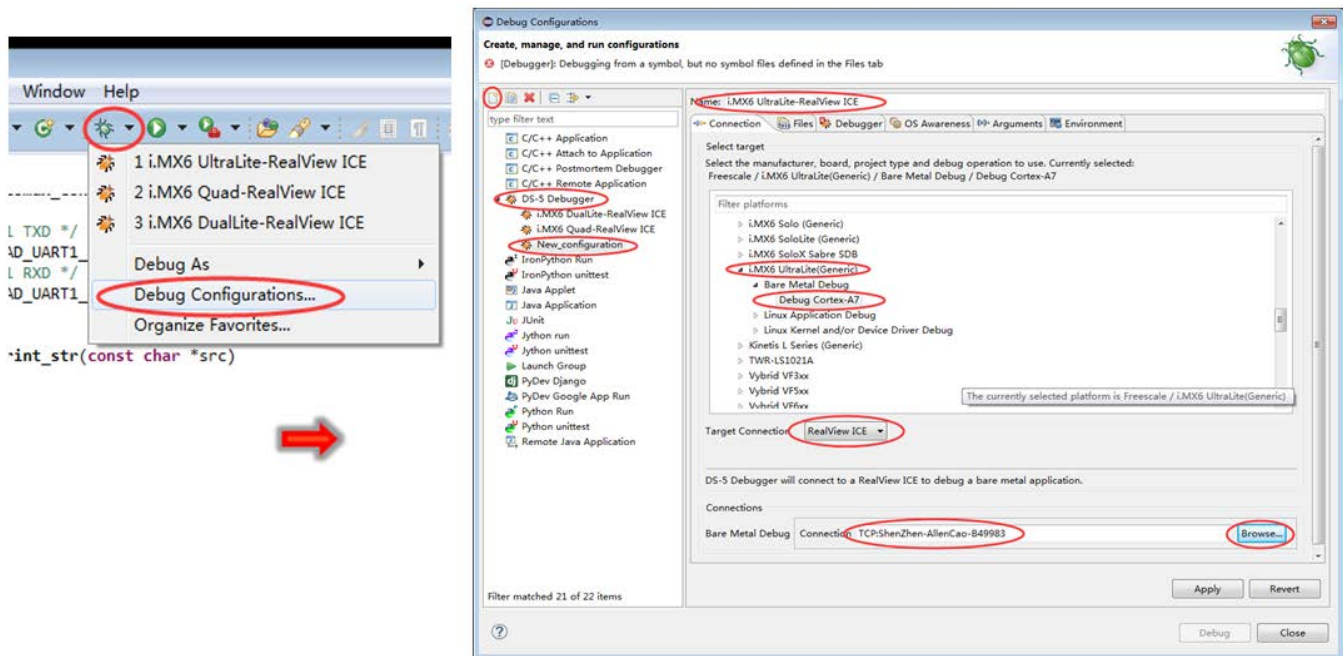 Window Help
1 i.MX6 UltraLite-RealView ICE
2 i.MX6 Quad-RealView ICE
3 i.MX6 DualLite-RealView ICE
Debug As
Debug Configurations...
Organize Favorites...
L TXD */
AD_UART1_
L RXD */
AD_UART1_
rint_str(const char *src)
Debug Configurations
Create, manage, and run configurations
[Debugger]: Debugging from a symbol, but no symbol files defined in the Files tab
type filter text
C/C++ Application
C/C++ Attach to Application
C/C++ Postmortem Debugger
C/C++ Remote Application
DS-5 Debugger
i.MX6 DualLite-RealView ICE
i.MX6 Quad-RealView ICE
New_configuration
IronPython Run
IronPython unittest
Java Applet
Java Application
Ju JUnit
Jython run
Jython unittest
Launch Group
PyDev Django
PyDev Google App Run
Python Run
Python unittest
Remote Java Application
Filter matched 21 of 22 items
Name: i.MX6 UltraLite-RealView ICE
Connection Files Debugger OS Awareness Arguments Environment
Select target
Select the manufacturer, board, project type and debug operation to use. Currently selected:
Freescale / i.MX6 UltraLite(Generic) / Bare Metal Debug / Debug Cortex-A7
Filter platforms
i.MX6 Solo (Generic)
i.MX6 SoloLite (Generic)
i.MX6 SoloX Sabre SDB
i.MX6 UltraLite(Generic)
Bare Metal Debug
Debug Cortex-A7
Linux Application Debug
Linux Kernel and/or Device Driver Debug
Kinetis L Series (Generic)
TWR-LS1021A
Vybrid VF3xx
Vybrid VF5xx
Vybrid VF6xx
The currently selected platform is Freescale / i.MX6 UltraLite(Generic)
Target Connection RealView ICE
DS-5 Debugger will connect to a RealView ICE to debug a bare metal application.
Connections
Bare Metal Debug Connection TCP:ShenZhen-AllenCao-B49983 Browse...
Apply Revert
Debug Close